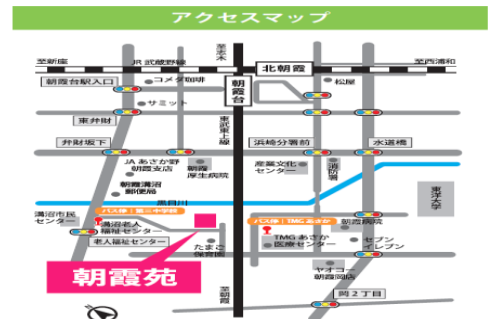 アクセスマップ
至志木
至新座
JR 武蔵野線
北朝霞
至西浦和
朝霞台駅入口
コメダ珈琲
朝霞台
松屋
サミット
東弁財
東武東上線
弁財坂下
浜崎分署前
水道橋
JA あさか野
朝霞支店
朝霞
厚生病院
産業文化
センター
消防署
朝霞溝沼
郵便局
黒目川
東洋大学
バス停:第三中学校
バス停:TMG あさか
溝沼市民
センター
溝沼老人
福祉センター
朝霞病院
老人福祉センター
たまご
保育園
TMG あさか
医療センター
セブン
イレブン
朝霞苑
ヤオコー
朝霞岡店
至朝霞
岡2丁目